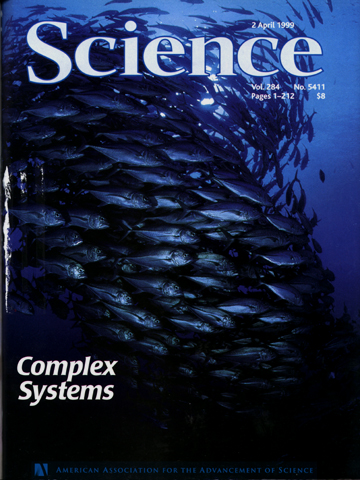 2 April 1999
Science
Vol. 284 No. 5411
Pages 1–212 $8
Complex
Systems
AMERICAN ASSOCIATION FOR THE ADVANCEMENT OF SCIENCE